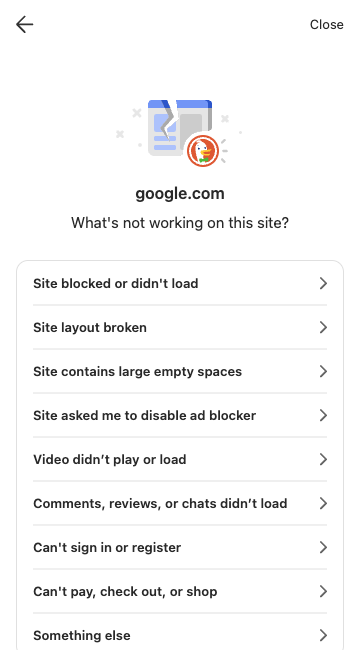 Close
google.com
What's not working on this site?
Site blocked or didn't load
Site layout broken
Site contains large empty spaces
Site asked me to disable ad blocker
Video didn’t play or load
Comments, reviews, or chats didn’t load
Can't sign in or register
Can't pay, check out, or shop
Something else